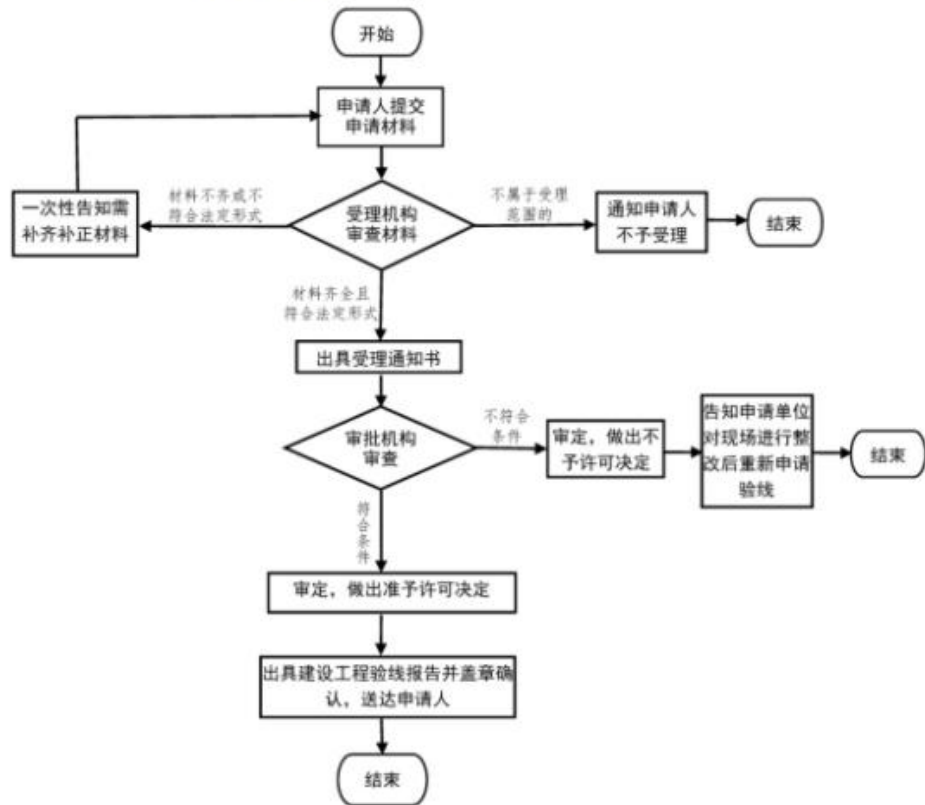 开始
申请人提交
申请材料
材料不齐或不
符合法定形式
一次性告知需
补齐补正材料
受理机构
审查材料
不属于受理
范围的
通知申请人
不予受理
结束
材料齐全且
符合法定形式
出具受理通知书
审批机构
审查
不符合
条件
审定，做出不
予许可决定
告知申请单位
对现场进行整
改后重新申请
验线
结束
符合条件
审定，做出准予许可决定
出具建设工程验线报告并盖章确
认，送达申请人
结束